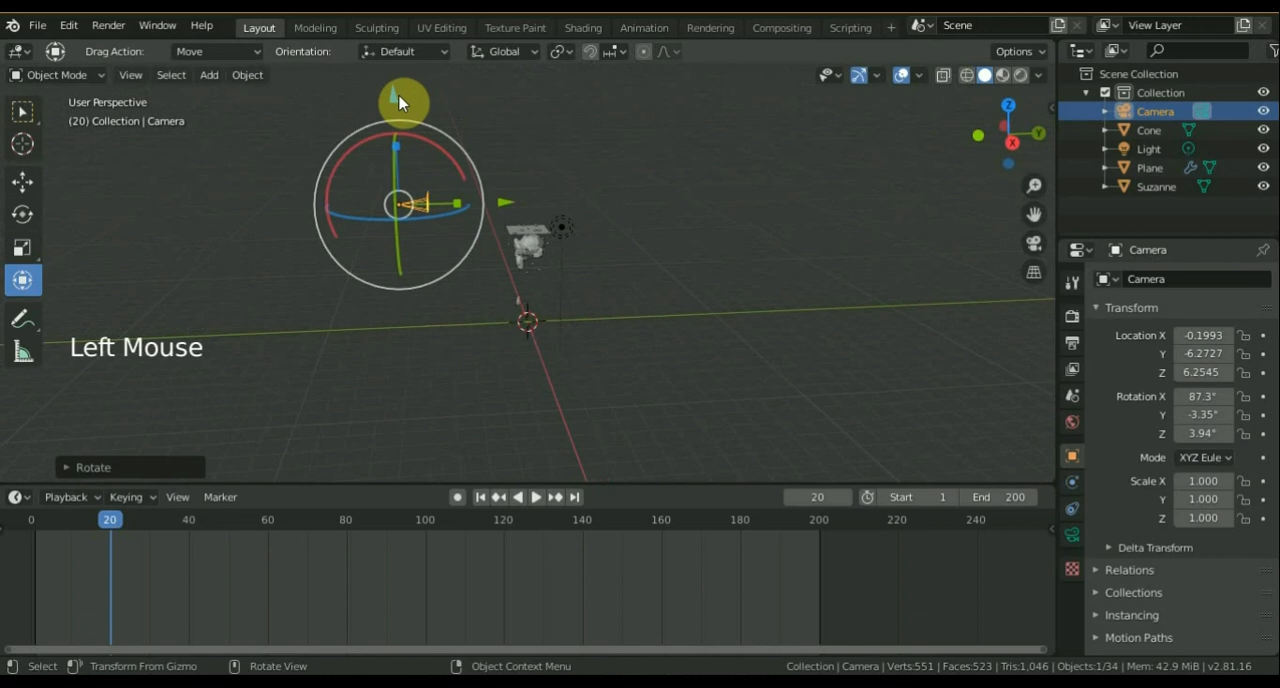 File Edit Render Window Help Layout Modeling Sculpting UV Editing Texture Paint Shading Animation Rendering Compositing Scripting + Scene View Layer
Drag Action: Move Orientation: Default Global Options
Object Mode View Select Add Object
User Perspective
(20) Collection | Camera
Z
Y
X
Left Mouse
Rotate
Scene Collection
Collection
Camera
Cone
Light
Plane
Suzanne
Camera
Camera
Transform
Location X -0.1993
Y -6.2727
Z 6.2545
Rotation X 87.3°
Y -3.35°
Z 3.94°
Mode XYZ Eule
Scale X 1.000
Y 1.000
Z 1.000
Delta Transform
Relations
Collections
Instancing
Motion Paths
Playback Keying View Marker 20 Start 1 End 200
0 20 40 60 80 100 120 140 160 180 200 220 240
Select Transform From Gizmo Rotate View Object Context Menu Collection | Camera | Verts:551 | Faces:523 | Tris:1,046 | Objects:1/34 | Mem: 42.9 MiB | v2.81.16